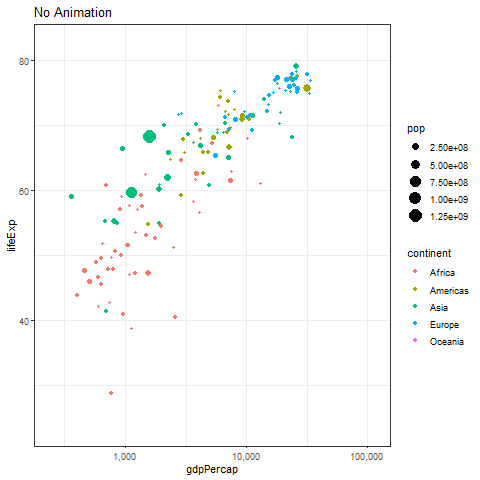 No Animation
80
60
40
lifeExp
1,000
10,000
100,000
gdpPercap
pop
2.50e+08
5.00e+08
7.50e+08
1.00e+09
1.25e+09
continent
Africa
Americas
Asia
Europe
Oceania